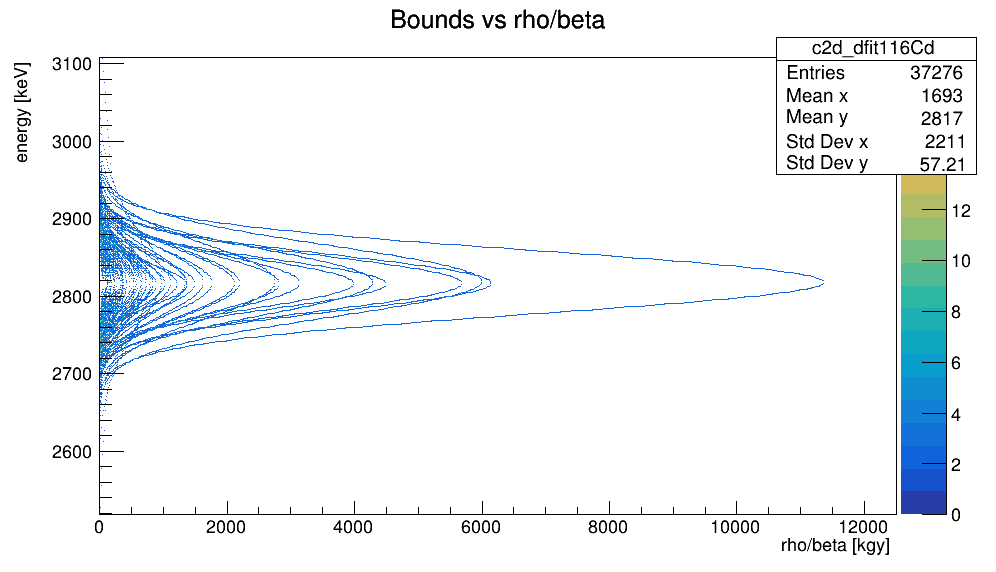 Bounds vs rho/beta
c2d_dfit116Cd
Entries 37276
Mean x 1693
Mean y 2817
Std Dev x 2211
Std Dev y 57.21
energy [keV]
3100
3000
2900
2800
2700
2600
12
10
8
6
4
2
0
0 2000 4000 6000 8000 10000 12000
rho/beta [kgy]